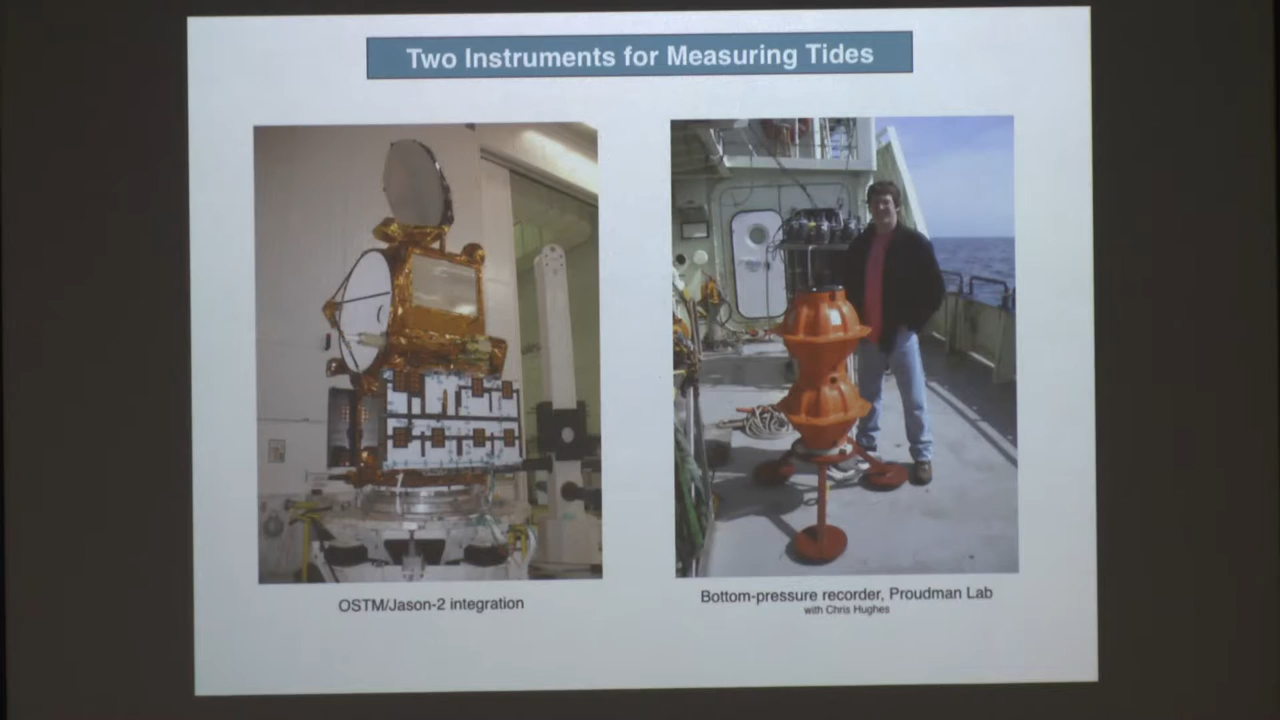 Two Instruments for Measuring Tides
OSTM/Jason-2 integration
Bottom-pressure recorder, Proudman Lab
with Chris Hughes